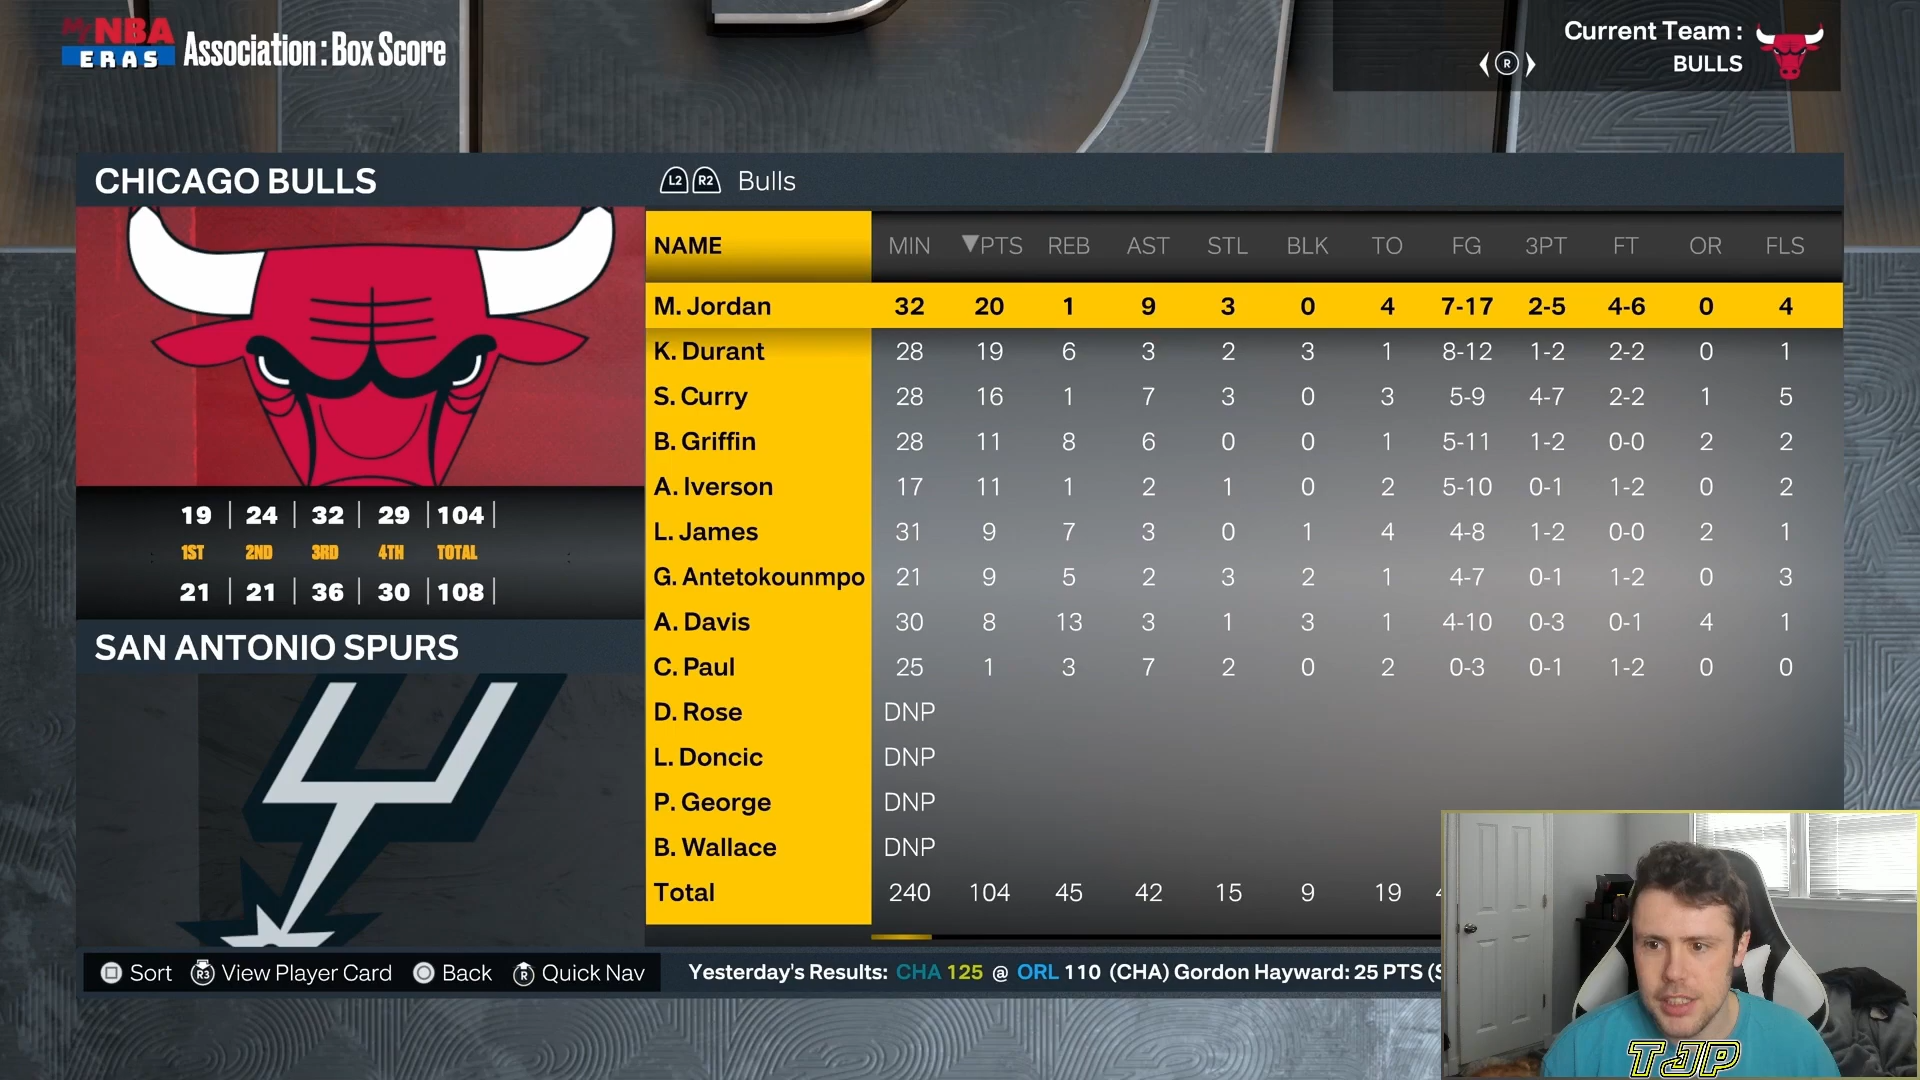 MyNBA ERAS Association : Box Score
Current Team :
R BULLS
CHICAGO BULLS
L2 R2 Bulls
NAME MIN ▼PTS REB AST STL BLK TO FG 3PT FT OR FLS
M. Jordan 32 20 1 9 3 0 4 7-17 2-5 4-6 0 4
K. Durant 28 19 6 3 2 3 1 8-12 1-2 2-2 0 1
S. Curry 28 16 1 7 3 0 3 5-9 4-7 2-2 1 5
B. Griffin 28 11 8 6 0 0 1 5-11 1-2 0-0 2 2
A. Iverson 17 11 1 2 1 0 2 5-10 0-1 1-2 0 2
L. James 31 9 7 3 0 1 4 4-8 1-2 0-0 2 1
G. Antetokounmpo 21 9 5 2 3 2 1 4-7 0-1 1-2 0 3
A. Davis 30 8 13 3 1 3 1 4-10 0-3 0-1 4 1
C. Paul 25 1 3 7 2 0 2 0-3 0-1 1-2 0 0
D. Rose DNP
L. Doncic DNP
P. George DNP
B. Wallace DNP
Total 240 104 45 42 15 9 19
19 | 24 | 32 | 29 | 104 |
1ST 2ND 3RD 4TH TOTAL
21 | 21 | 36 | 30 | 108 |
SAN ANTONIO SPURS
Sort R3 View Player Card Back R Quick Nav
Yesterday's Results: CHA 125 @ ORL 110 (CHA) Gordon Hayward: 25 PTS (S
TJP